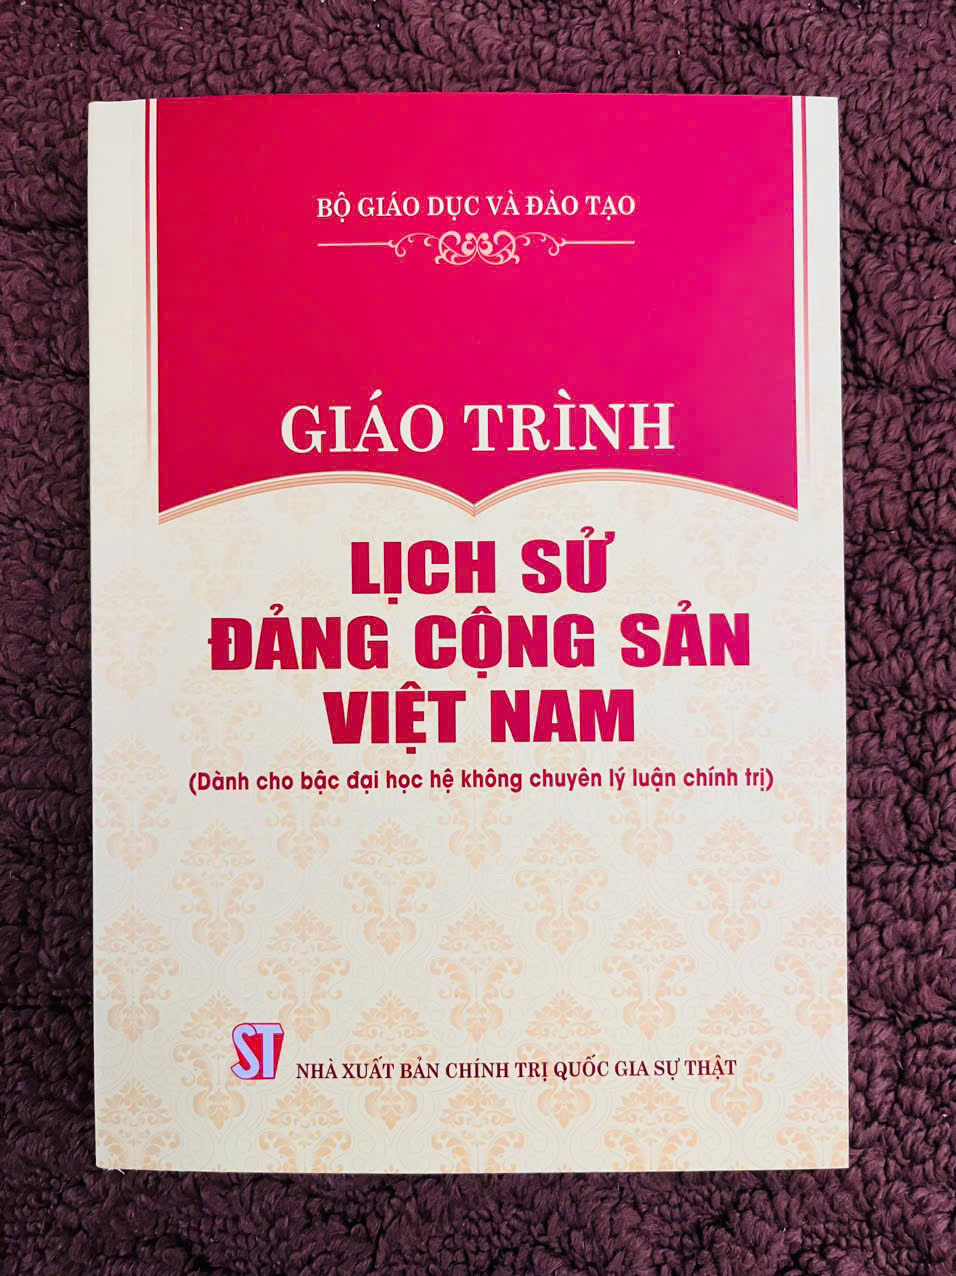 BỘ GIÁO DỤC VÀ ĐÀO TẠO
GIÁO TRÌNH
LỊCH SỬ
ĐẢNG CỘNG SẢN
VIỆT NAM
(Dành cho bậc đại học hệ không chuyên lý luận chính trị)
ST
NHÀ XUẤT BẢN CHÍNH TRỊ QUỐC GIA SỰ THẬT